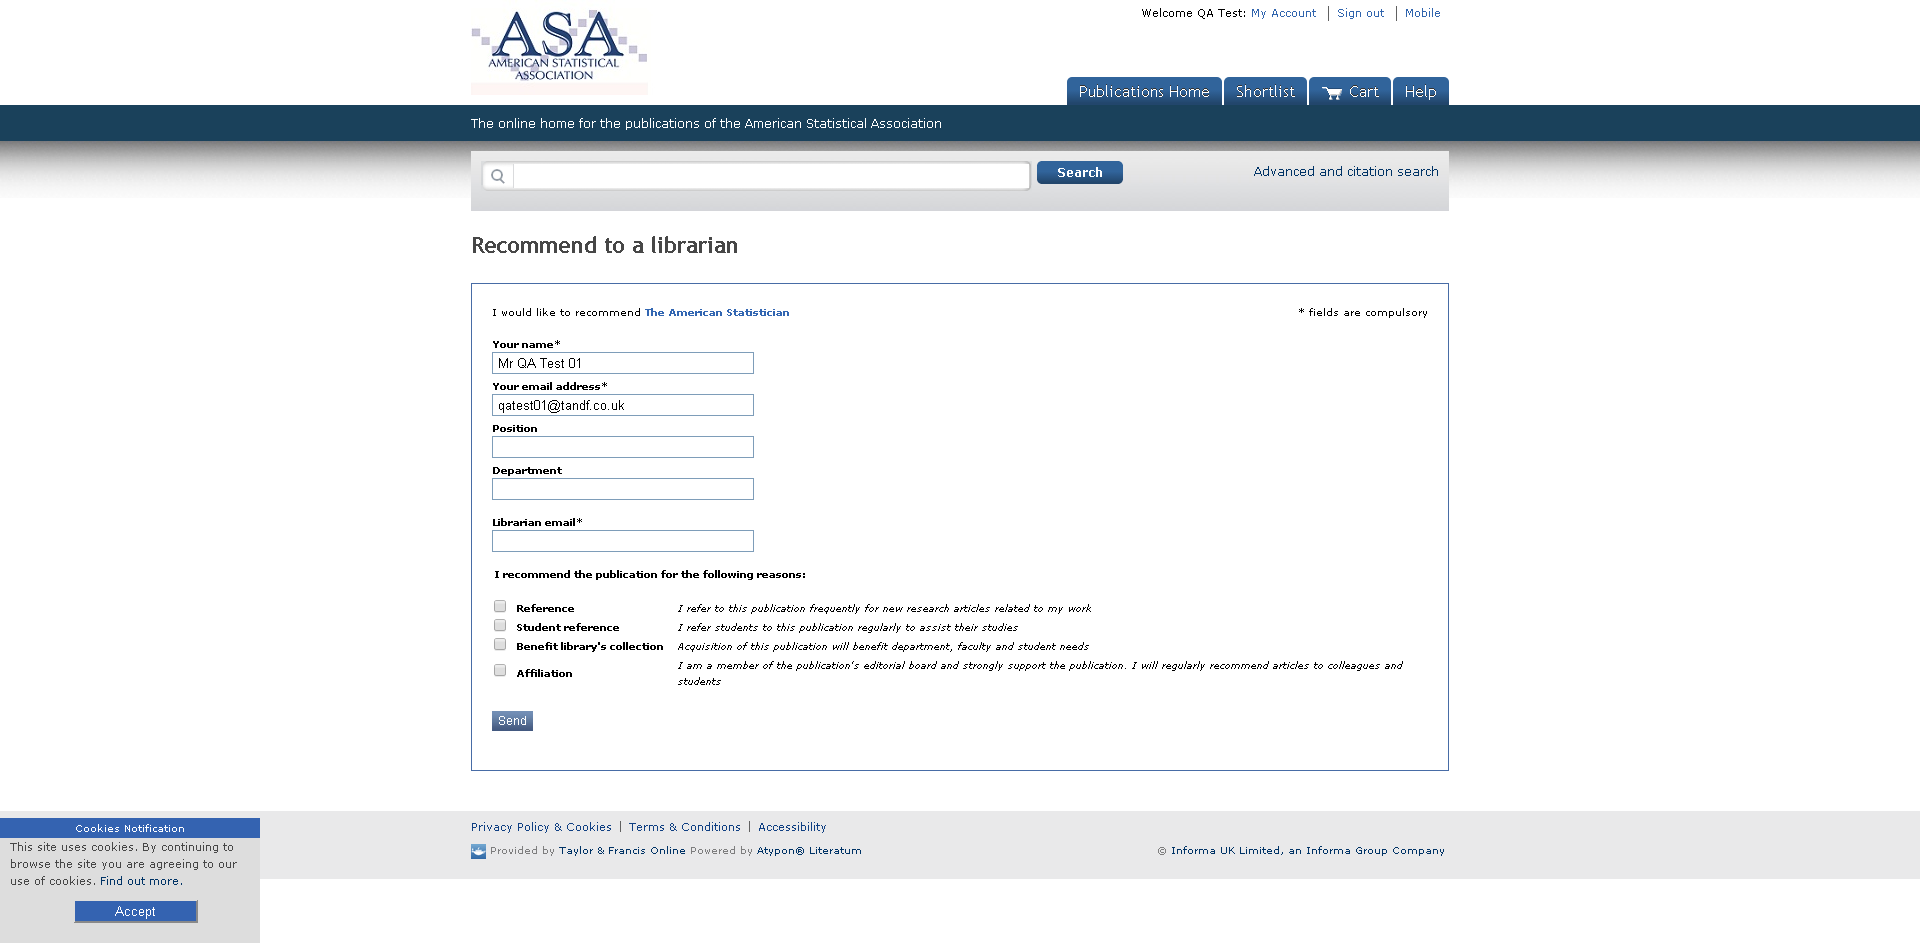 ASA
AMERICAN STATISTICAL
ASSOCIATION
Welcome QA Test: My Account | Sign out | Mobile
Publications Home
Shortlist
Cart
Help
The online home for the publications of the American Statistical Association
Search
Advanced and citation search
Recommend to a librarian
I would like to recommend The American Statistician
* fields are compulsory
Your name*
Mr QA Test 01
Your email address*
qatest01@tandf.co.uk
Position
Department
Librarian email*
I recommend the publication for the following reasons:
Reference I refer to this publication frequently for new research articles related to my work
Student reference I refer students to this publication regularly to assist their studies
Benefit library's collection Acquisition of this publication will benefit department, faculty and student needs
Affiliation I am a member of the publication's editorial board and strongly support the publication. I will regularly recommend articles to colleagues and
students
Send
Privacy Policy & Cookies | Terms & Conditions | Accessibility
Provided by Taylor & Francis Online Powered by Atypon® Literatum
© Informa UK Limited, an Informa Group Company
Cookies Notification
This site uses cookies. By continuing to
browse the site you are agreeing to our
use of cookies. Find out more.
Accept